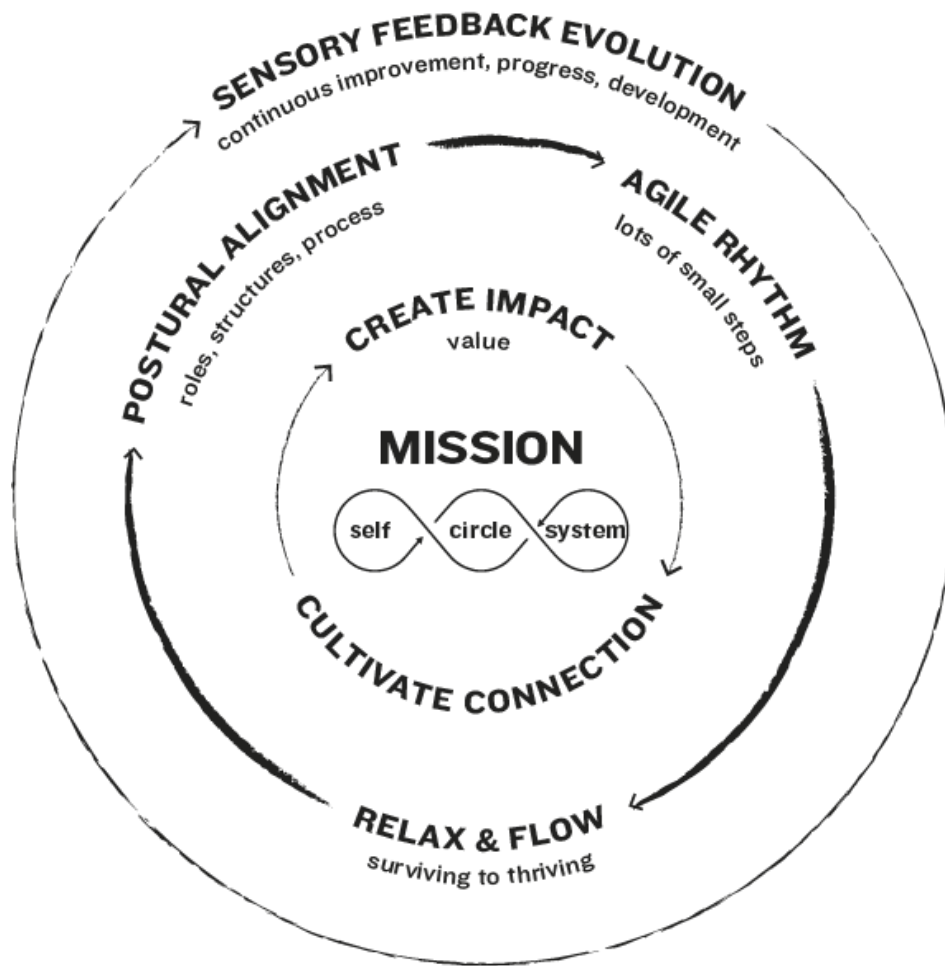 SENSORY FEEDBACK EVOLUTION
continuous improvement, progress, development
POSTURAL ALIGNMENT
roles, structures, process
AGILE RHYTHM
lots of small steps
CREATE IMPACT
value
MISSION
self circle system
CULTIVATE CONNECTION
RELAX & FLOW
surviving to thriving